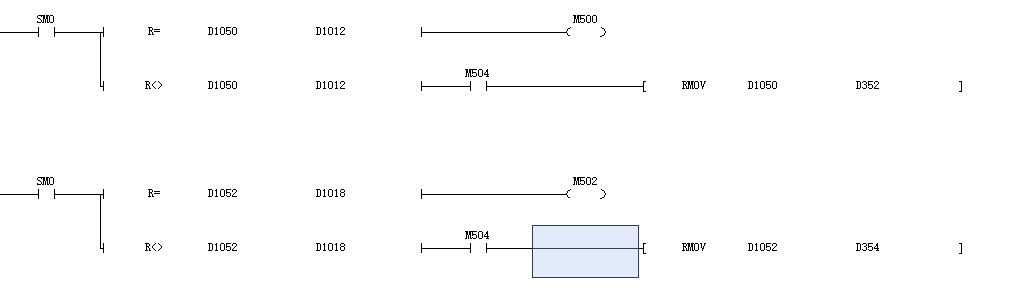 SM0 M500
R= D1050 D1012
M504
R<> D1050 D1012 [ RMOV D1050 D352 ]
SM0 M502
R= D1052 D1018
M504
R<> D1052 D1018 [ RMOV D1052 D354 ]